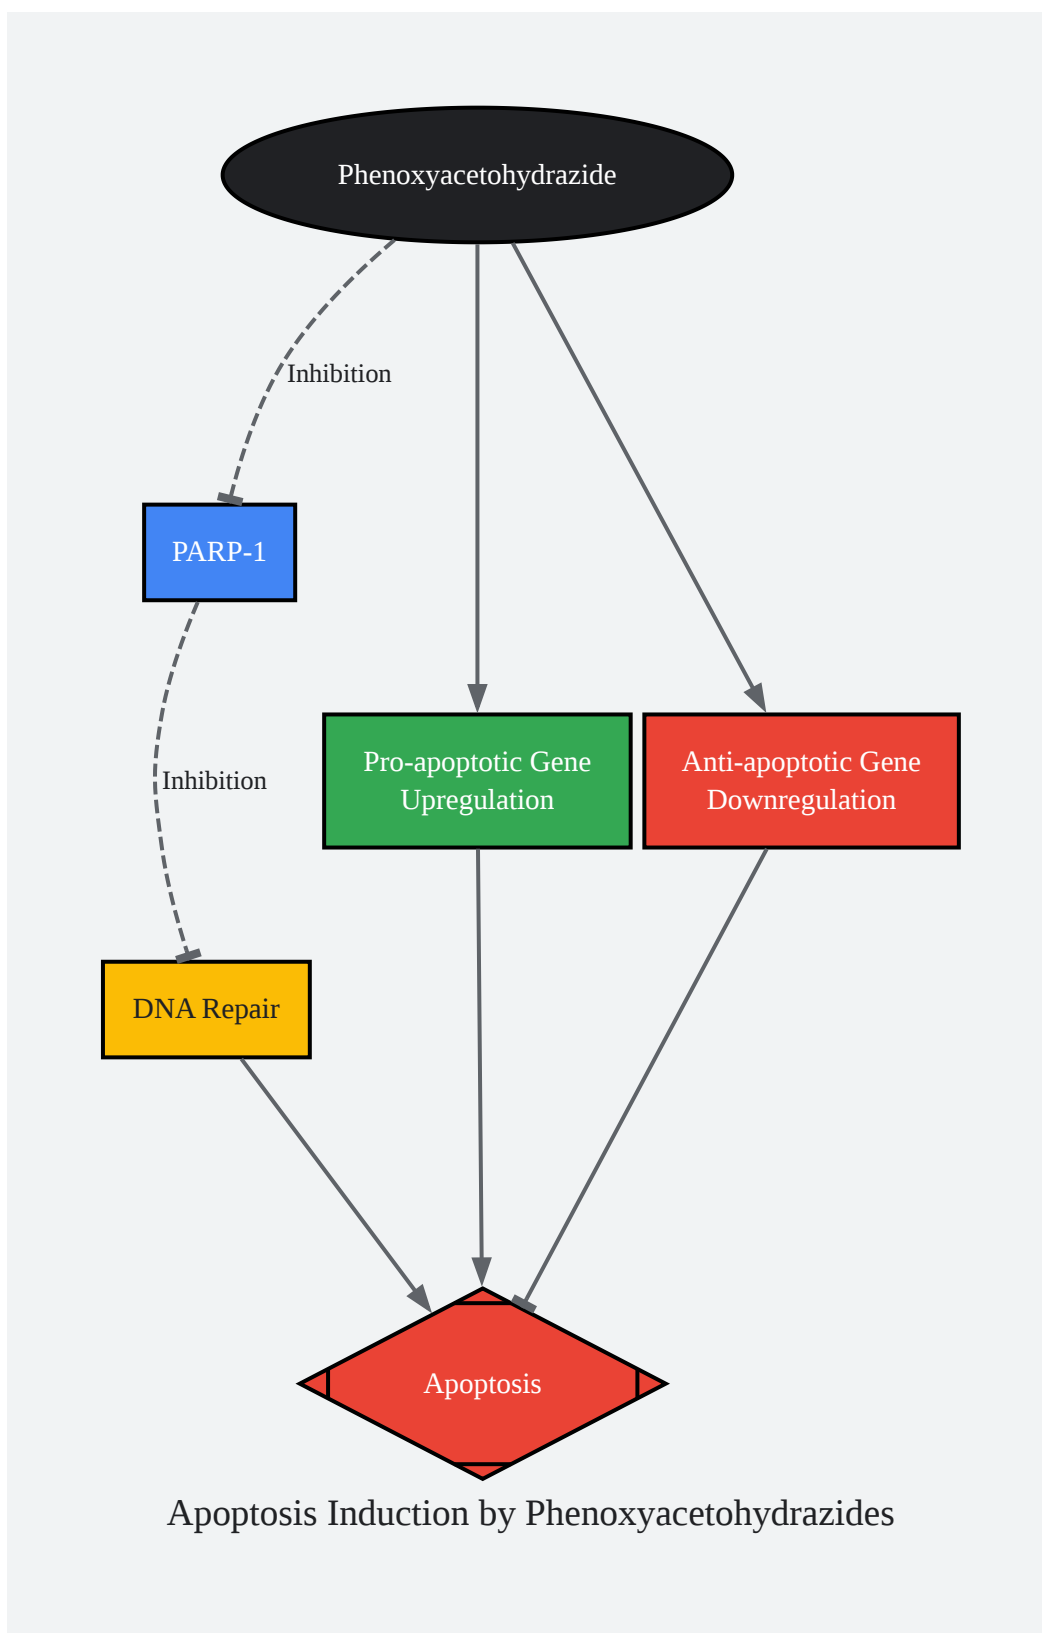 Phenoxyacetohydrazide
Inhibition
PARP-1
Pro-apoptotic Gene
Upregulation
Anti-apoptotic Gene
Downregulation
Inhibition
DNA Repair
Apoptosis
Apoptosis Induction by Phenoxyacetohydrazides